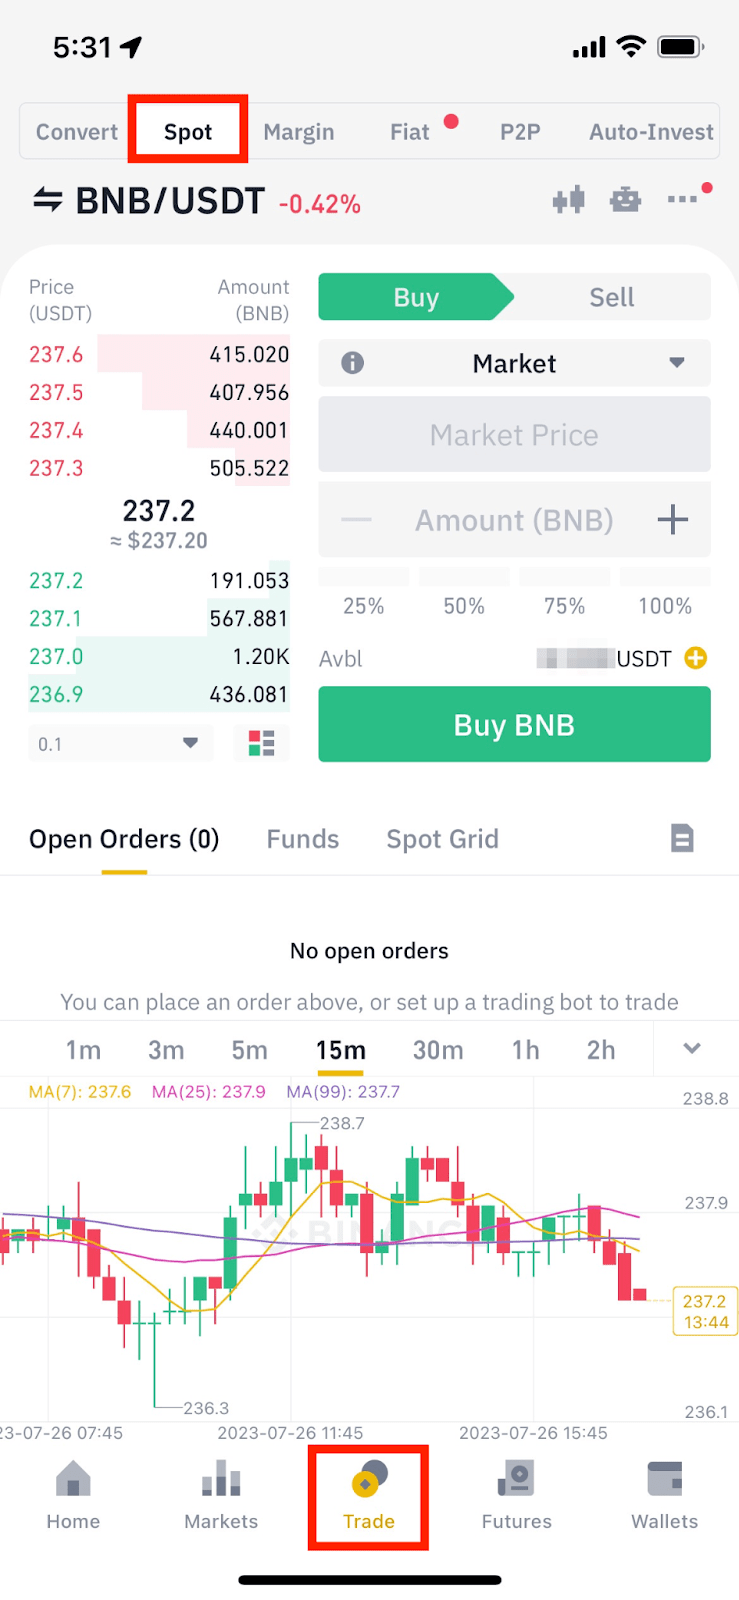 5:31
Convert Spot Margin Fiat P2P Auto-Invest
BNB/USDT -0.42%
Price (USDT) Amount (BNB)
237.6 415.020
237.5 407.956
237.4 440.001
237.3 505.522
237.2
≈ $237.20
237.2 191.053
237.1 567.881
237.0 1.20K
236.9 436.081
0.1
Buy Sell
Market
Market Price
Amount (BNB)
25% 50% 75% 100%
Avbl USDT
Buy BNB
Open Orders (0) Funds Spot Grid
No open orders
You can place an order above, or set up a trading bot to trade
1m 3m 5m 15m 30m 1h 2h
MA(7): 237.6 MA(25): 237.9 MA(99): 237.7
238.8
238.7
237.9
BINANC
237.2
13:44
236.3
236.1
23-07-26 07:45 2023-07-26 11:45 2023-07-26 15:45
Home Markets Trade Futures Wallets